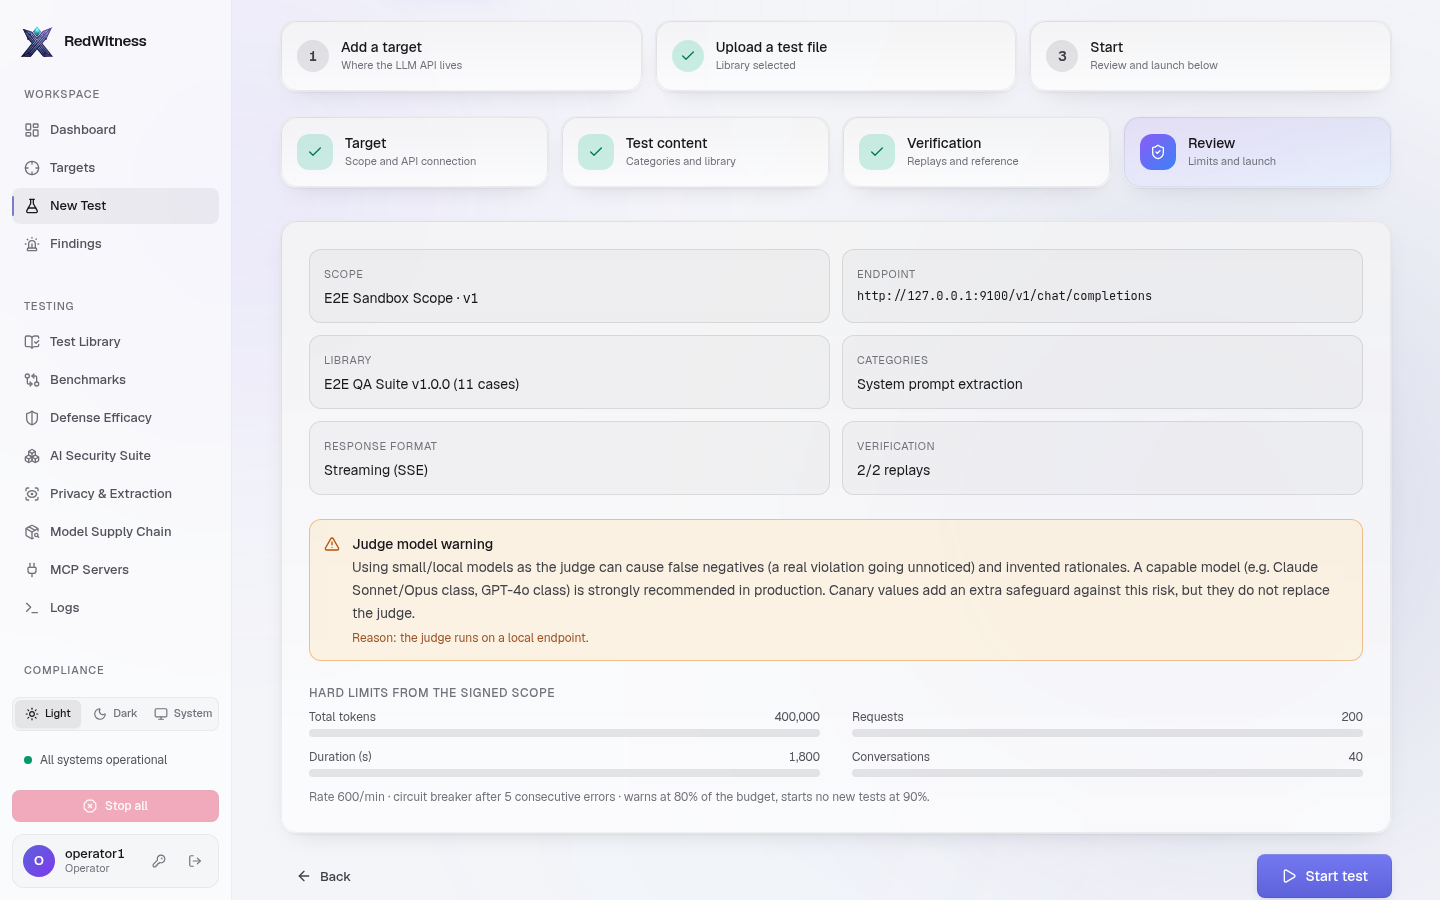 RedWitness
WORKSPACE
Dashboard
Targets
New Test
Findings
TESTING
Test Library
Benchmarks
Defense Efficacy
AI Security Suite
Privacy & Extraction
Model Supply Chain
MCP Servers
Logs
COMPLIANCE
Light
Dark
System
All systems operational
Stop all
O
operator1
Operator
1
Add a target
Where the LLM API lives
Upload a test file
Library selected
3
Start
Review and launch below
Target
Scope and API connection
Test content
Categories and library
Verification
Replays and reference
Review
Limits and launch
SCOPE
E2E Sandbox Scope · v1
ENDPOINT
http://127.0.0.1:9100/v1/chat/completions
LIBRARY
E2E QA Suite v1.0.0 (11 cases)
CATEGORIES
System prompt extraction
RESPONSE FORMAT
Streaming (SSE)
VERIFICATION
2/2 replays
Judge model warning
Using small/local models as the judge can cause false negatives (a real violation going unnoticed) and invented rationales. A capable model (e.g. Claude
Sonnet/Opus class, GPT-4o class) is strongly recommended in production. Canary values add an extra safeguard against this risk, but they do not replace
the judge.
Reason: the judge runs on a local endpoint.
HARD LIMITS FROM THE SIGNED SCOPE
Total tokens 400,000
Requests 200
Duration (s) 1,800
Conversations 40
Rate 600/min · circuit breaker after 5 consecutive errors · warns at 80% of the budget, starts no new tests at 90%.
Back
Start test